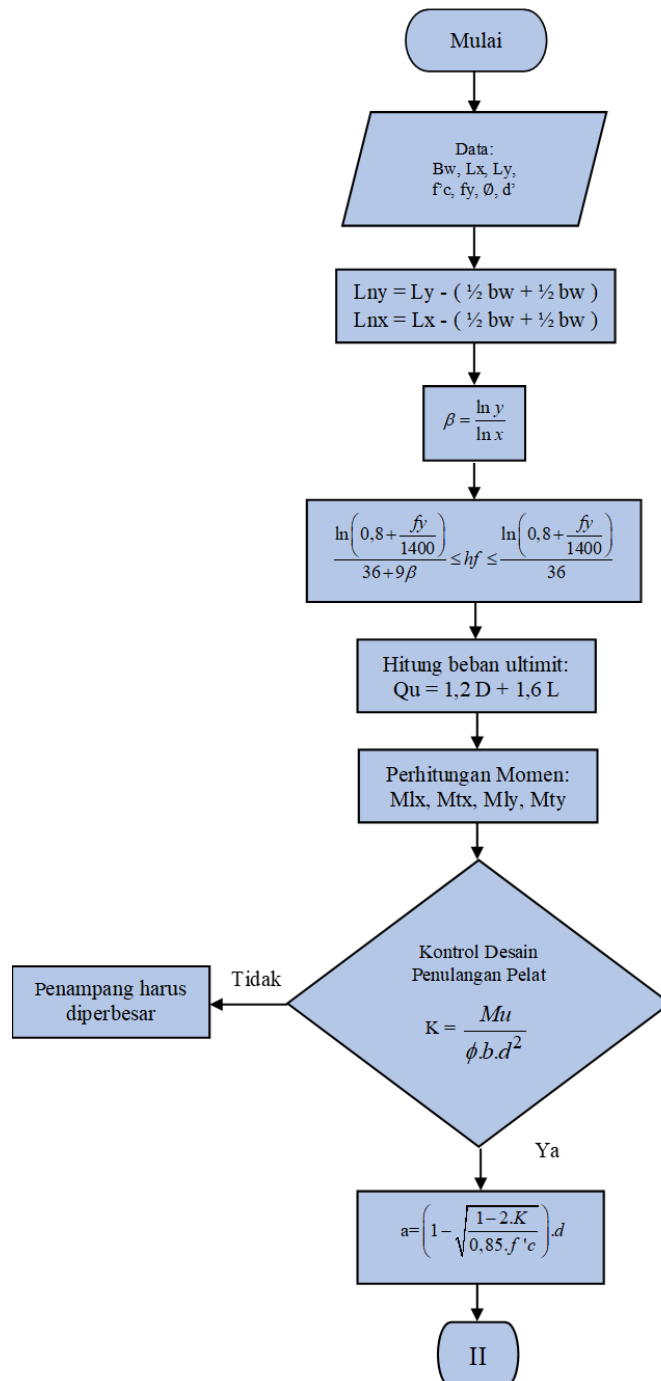 Mulai
Data:
Bw, Lx, Ly,
f'c, fy, Ø, d'
Lny = Ly - ( ½ bw + ½ bw )
Lnx = Lx - ( ½ bw + ½ bw )
β = ln y / ln x
ln(0,8 + fy/1400) / 36+9β ≤ hf ≤ ln(0,8 + fy/1400) / 36
Hitung beban ultimit:
Qu = 1,2 D + 1,6 L
Perhitungan Momen:
Mlx, Mtx, Mly, Mty
Kontrol Desain
Penulangan Pelat
K = Mu / ϕ.b.d²
Tidak
Penampang harus
diperbesar
Ya
a= (1 − √(1−2.K / 0,85.f 'c)).d
II